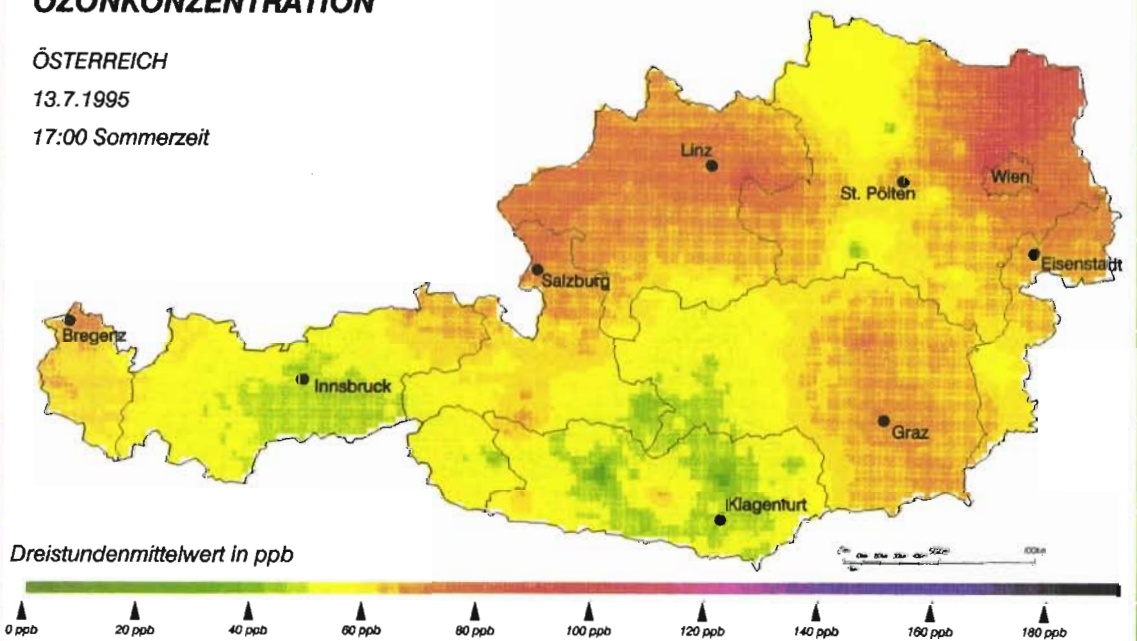 OZONKONZENTRATION
ÖSTERREICH
13.7.1995
17:00 Sommerzeit
Linz
Wien
St. Pölten
Eisenstadt
Salzburg
Bregenz
Innsbruck
Graz
Klagenfurt
Dreistundenmittelwert in ppb
0 ppb 20 ppb 40 ppb 60 ppb 80 ppb 100 ppb 120 ppb 140 ppb 160 ppb 180 ppb